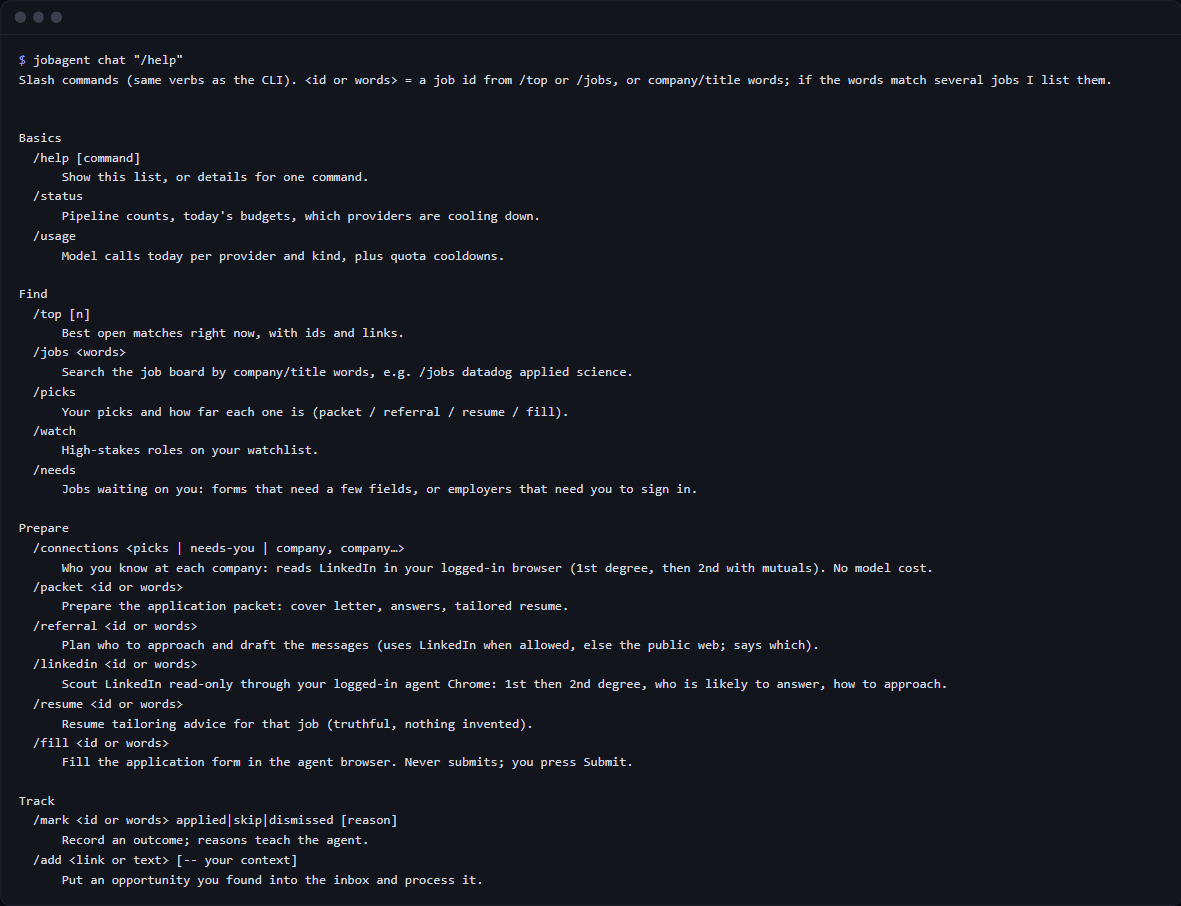 $ jobagent chat "/help"
Slash commands (same verbs as the CLI). <id or words> = a job id from /top or /jobs, or company/title words; if the words match several jobs I list them.
Basics
/help [command]
Show this list, or details for one command.
/status
Pipeline counts, today's budgets, which providers are cooling down.
/usage
Model calls today per provider and kind, plus quota cooldowns.
Find
/top [n]
Best open matches right now, with ids and links.
/jobs <words>
Search the job board by company/title words, e.g. /jobs datadog applied science.
/picks
Your picks and how far each one is (packet / referral / resume / fill).
/watch
High-stakes roles on your watchlist.
/needs
Jobs waiting on you: forms that need a few fields, or employers that need you to sign in.
Prepare
/connections <picks | needs-you | company, company…>
Who you know at each company: reads LinkedIn in your logged-in browser (1st degree, then 2nd with mutuals). No model cost.
/packet <id or words>
Prepare the application packet: cover letter, answers, tailored resume.
/referral <id or words>
Plan who to approach and draft the messages (uses LinkedIn when allowed, else the public web; says which).
/linkedin <id or words>
Scout LinkedIn read-only through your logged-in agent Chrome: 1st then 2nd degree, who is likely to answer, how to approach.
/resume <id or words>
Resume tailoring advice for that job (truthful, nothing invented).
/fill <id or words>
Fill the application form in the agent browser. Never submits; you press Submit.
Track
/mark <id or words> applied|skip|dismissed [reason]
Record an outcome; reasons teach the agent.
/add <link or text> [-- your context]
Put an opportunity you found into the inbox and process it.